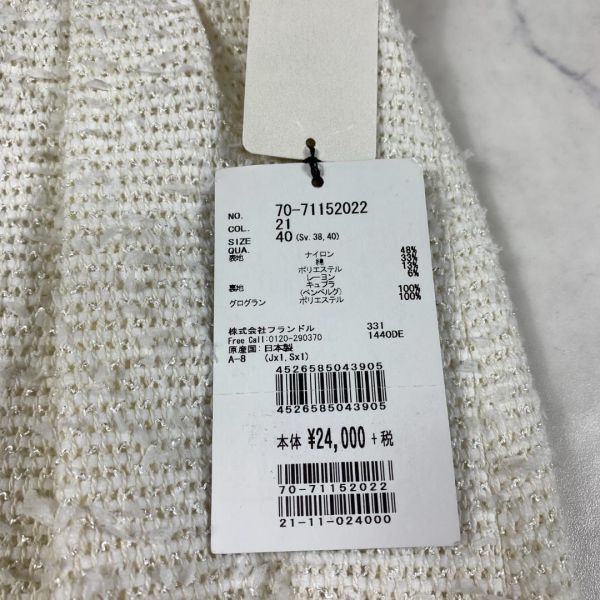 NO. 70-71152022
COL. 21
SIZE 40 (Sv.38,40)
QUA.
表地 ナイロン 48%
綿 33%
ポリエステル 13%
レーヨン 6%
裏地 キュプラ 100%
(ベンベルグ)
グログラン ポリエステル 100%
株式会社フランドル 331
Free Call:0120-290370 1440DE
原産国:日本製
A-8 (Jx1,Sx1)
4526585043905
4526585043905
本体 ¥24,000 +税
70-71152022
21-11-024000